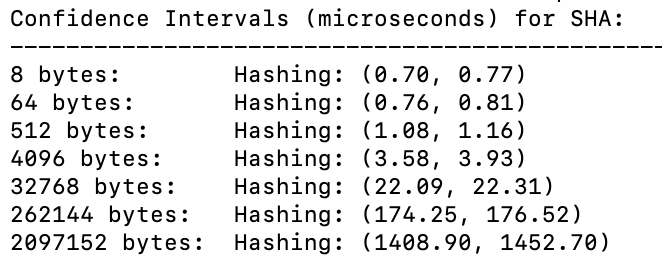 Confidence Intervals (microseconds) for SHA:
------------------------------------------------
8 bytes:        Hashing: (0.70, 0.77)
64 bytes:       Hashing: (0.76, 0.81)
512 bytes:      Hashing: (1.08, 1.16)
4096 bytes:     Hashing: (3.58, 3.93)
32768 bytes:    Hashing: (22.09, 22.31)
262144 bytes:   Hashing: (174.25, 176.52)
2097152 bytes:  Hashing: (1408.90, 1452.70)